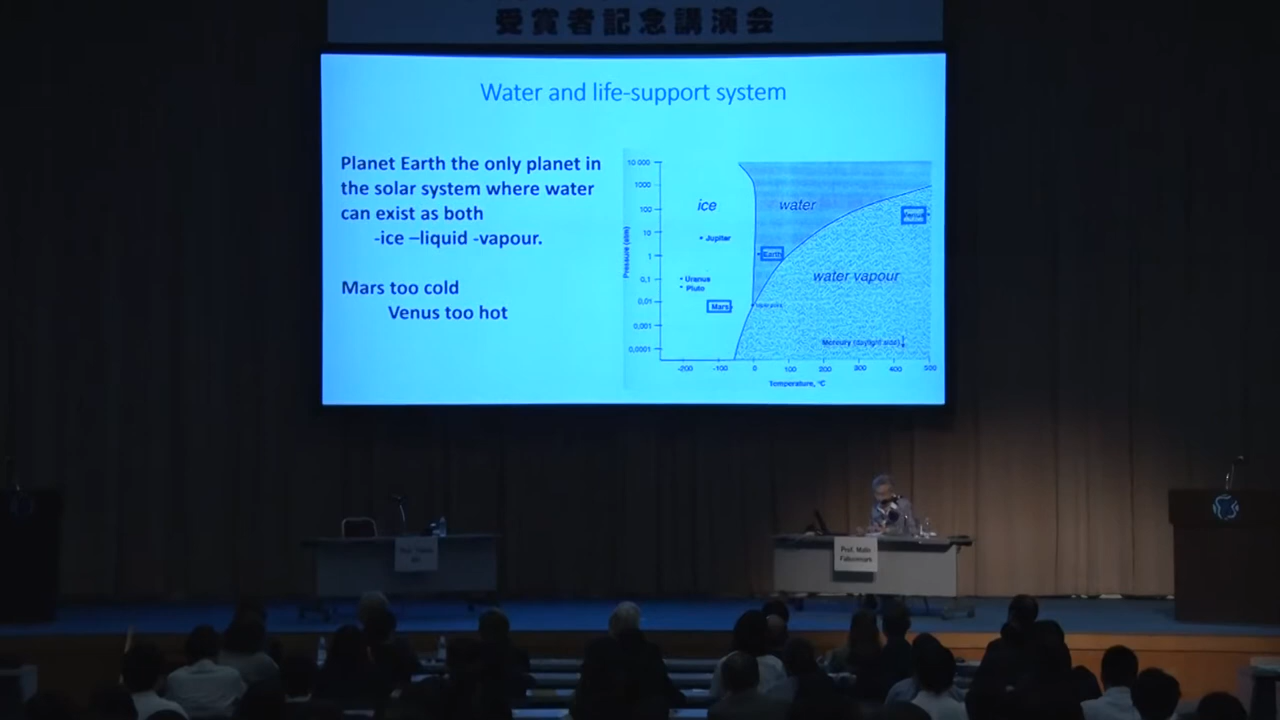 受賞者記念講演会
Water and life-support system
Planet Earth the only planet in
the solar system where water
can exist as both
-ice –liquid -vapour.
Mars too cold
Venus too hot
10 000
1000
100
10
1
0,1
0,01
0,001
0,0001
Pressure (atm)
ice
water
water vapour
Jupiter
Earth
Uranus
Pluto
Mars
Mercury (daylight side)
-200
-100
0
100
200
300
400
500
Temperature, °C
Prof. Malin
Falkenmark